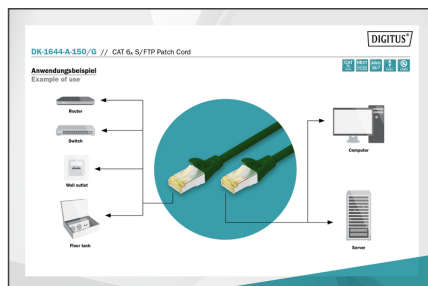 DIGITUS®
DK-1644-A-150/G // CAT 6A S/FTP Patch Cord
Anwendungsbeispiel
Example of use
Router
Switch
Wall outlet
Floor tank
Computer
Server